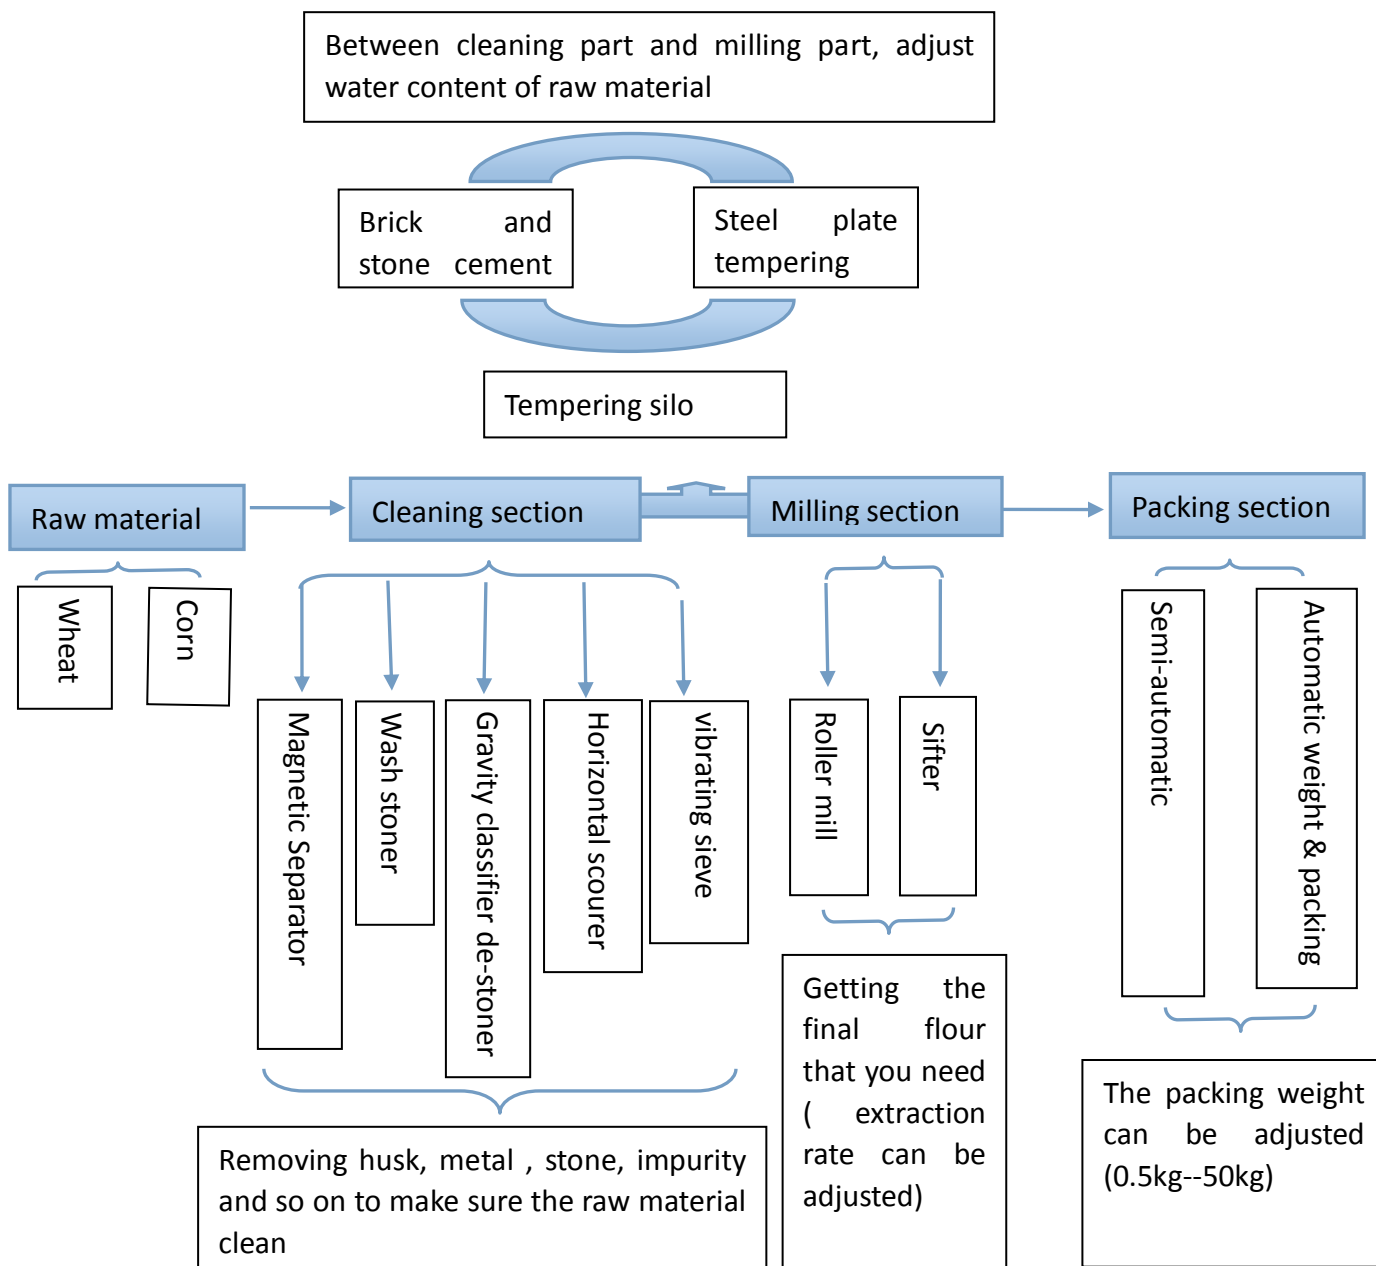 Between cleaning part and milling part, adjust
water content of raw material
Brick and
stone cement
Steel plate
tempering
Tempering silo
Raw material
Cleaning section
Milling section
Packing section
Wheat
Corn
Magnetic Separator
Wash stoner
Gravity classifier de-stoner
Horizontal scourer
vibrating sieve
Roller mill
Sifter
Semi-automatic
Automatic weight & packing
Removing husk, metal , stone, impurity
and so on to make sure the raw material
clean
Getting the
final flour
that you need
( extraction
rate can be
adjusted)
The packing weight
can be adjusted
(0.5kg--50kg)